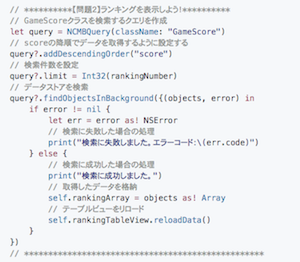 // **********【問題2】ランキングを表示しよう!**********
// GameScoreクラスを検索するクエリを作成
let query = NCMBQuery(className: "GameScore")
// scoreの降順でデータを取得するように設定する
query?.addDescendingOrder("score")
// 検索件数を設定
query?.limit = Int32(rankingNumber)
// データストアを検索
query?.findObjectsInBackground({(objects, error) in
if error != nil {
let err = error as! NSError
// 検索に失敗した場合の処理
print("検索に失敗しました。エラーコード:\(err.code)")
} else {
// 検索に成功した場合の処理
print("検索に成功しました。")
// 取得したデータを格納
self.rankingArray = objects as! Array
// テーブルビューをリロード
self.rankingTableView.reloadData()
}
})
// **************************************************